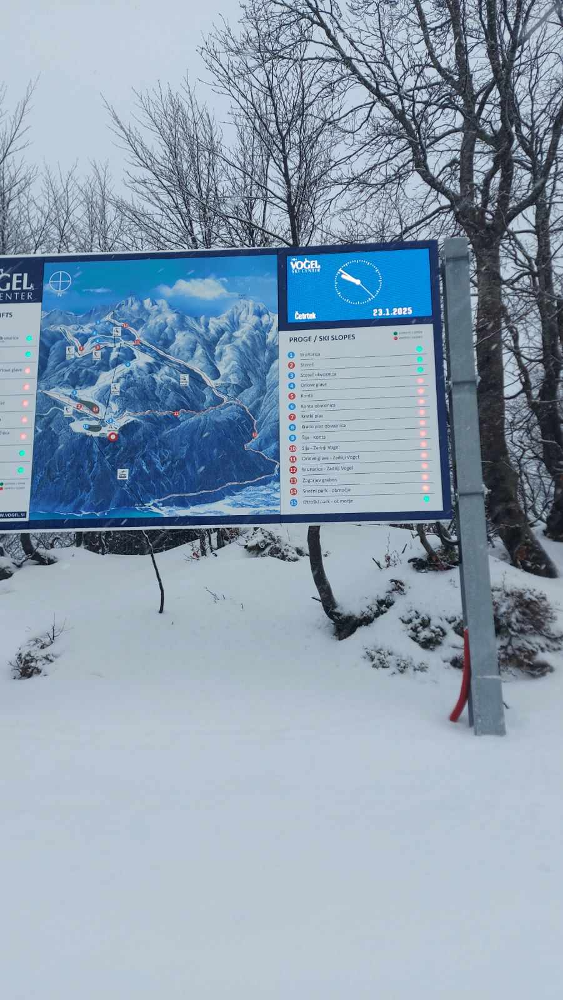 GEL
CENTER
IFTS
Brunarica
orlove glave
WW.VOGEL.SI
N
VOGEL
SKI CENTER
Četrtek
23.1.2025
PROGE / SKI SLOPES
1 Brunarica
2 Storeč
3 Storeč obvoznica
4 Orlove glave
5 Konta
6 Konta obvoznica
7 Kratki plaz
8 Kratki plaz obvoznica
9 Šija - Konta
10 Šija - Zadnji Vogel
11 Orlove glave - Zadnji Vogel
12 Brunarica - Zadnji Vogel
13 Žagarjev graben
14 Snežni park - območje
15 Otroški park - območje